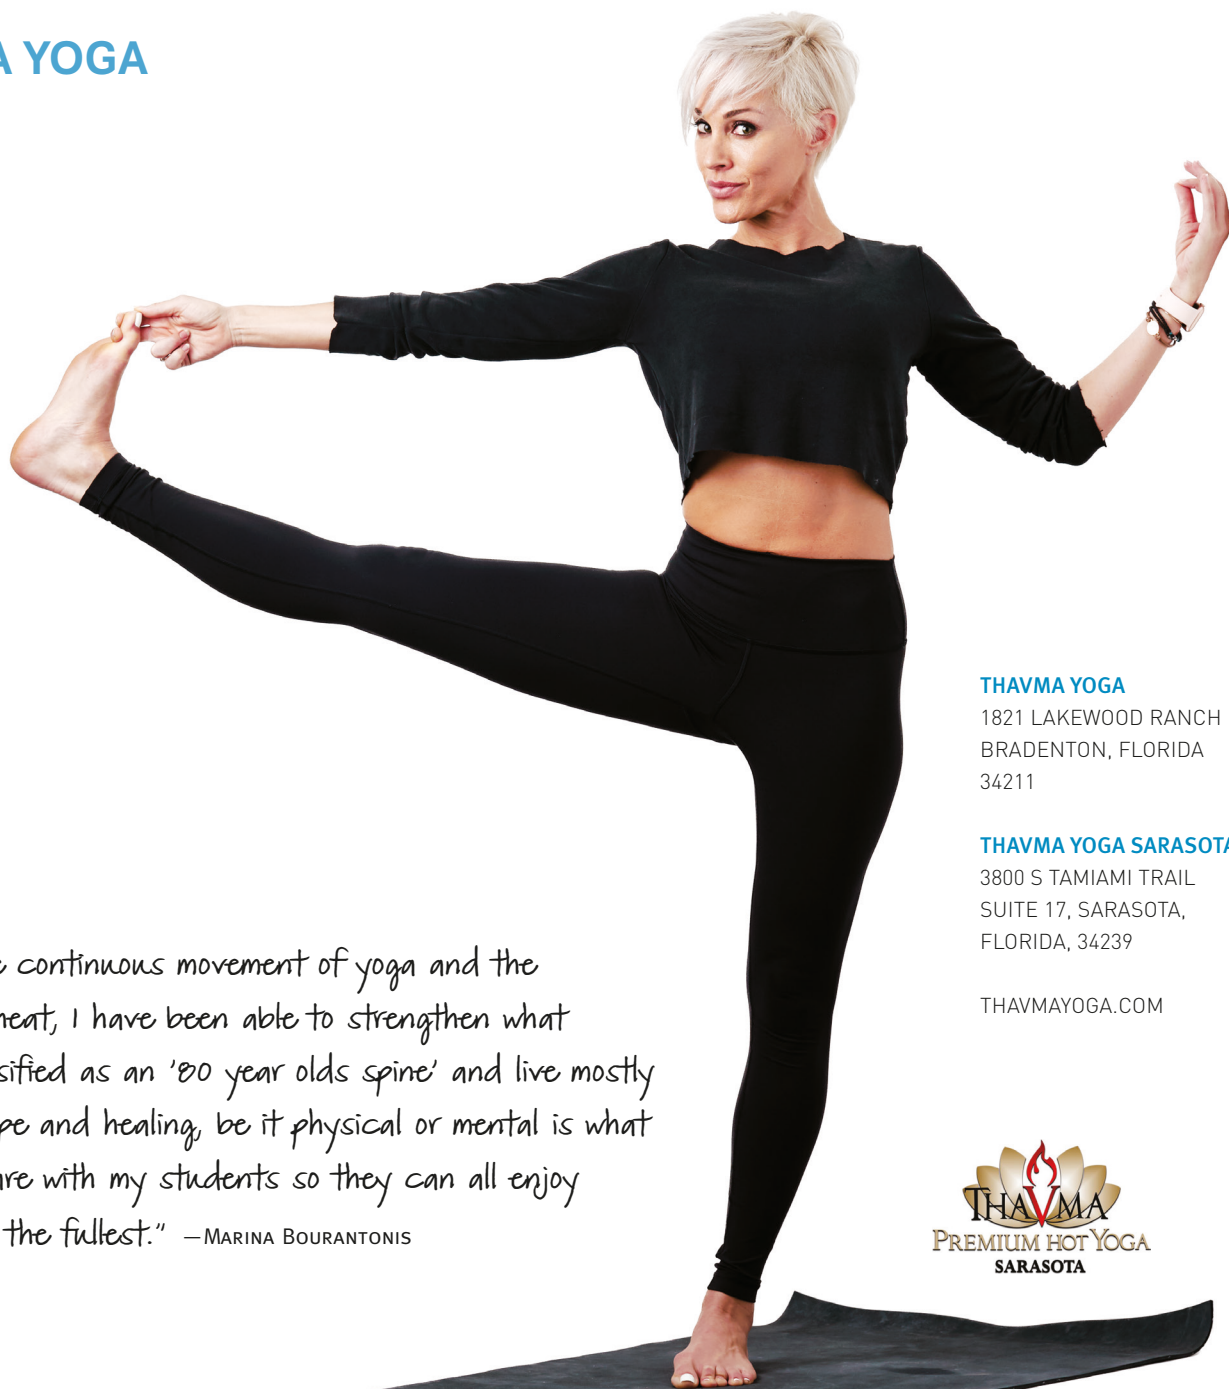 A YOGA
THAVMA YOGA
1821 LAKEWOOD RANCH
BRADENTON, FLORIDA
34211
THAVMA YOGA SARASOTA
3800 S TAMIAMI TRAIL
SUITE 17, SARASOTA,
FLORIDA, 34239
THAVMAYOGA.COM
continuous movement of yoga and the
heat, I have been able to strengthen what
sified as an '80 year olds spine' and live mostly
pe and healing, be it physical or mental is what
are with my students so they can all enjoy
the fullest." —MARINA BOURANTONIS
THAVMA
PREMIUM HOT YOGA
SARASOTA